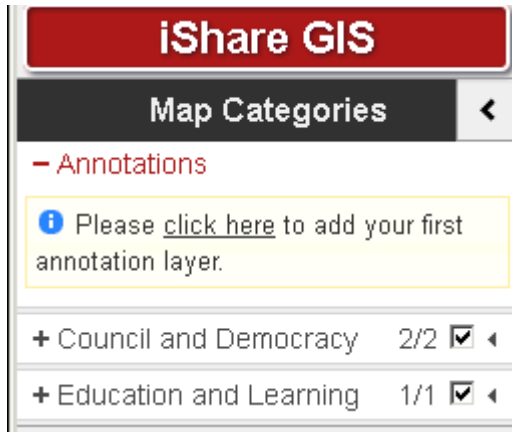 iShare GIS
Map Categories
– Annotations
Please click here to add your first
annotation layer.
+ Council and Democracy 2/2
+ Education and Learning 1/1